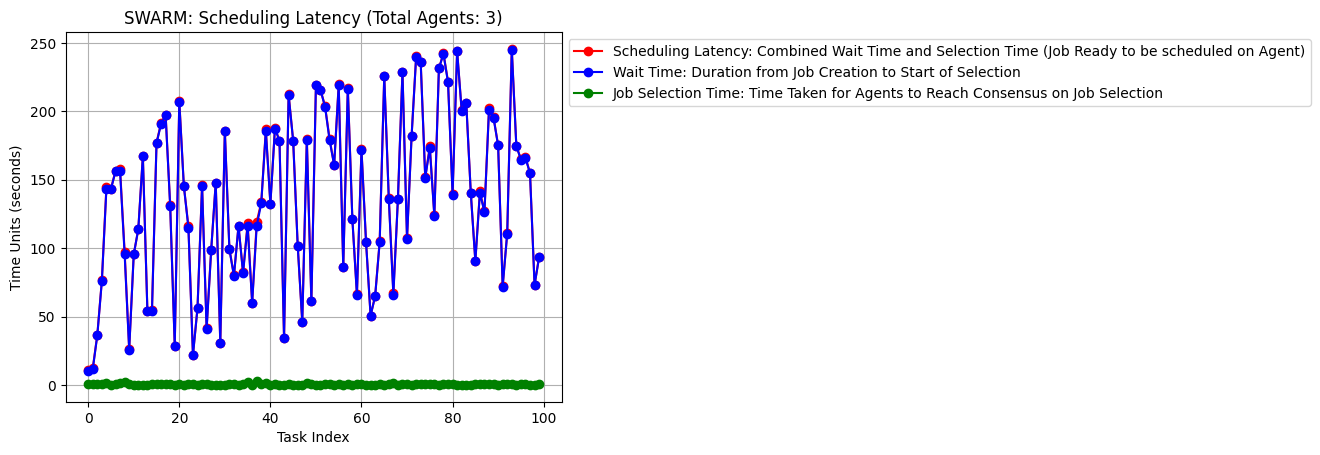 SWARM: Scheduling Latency (Total Agents: 3)
Scheduling Latency: Combined Wait Time and Selection Time (Job Ready to be scheduled on Agent)
Wait Time: Duration from Job Creation to Start of Selection
Job Selection Time: Time Taken for Agents to Reach Consensus on Job Selection
Time Units (seconds)
250
200
150
100
50
0
0 20 40 60 80 100
Task Index